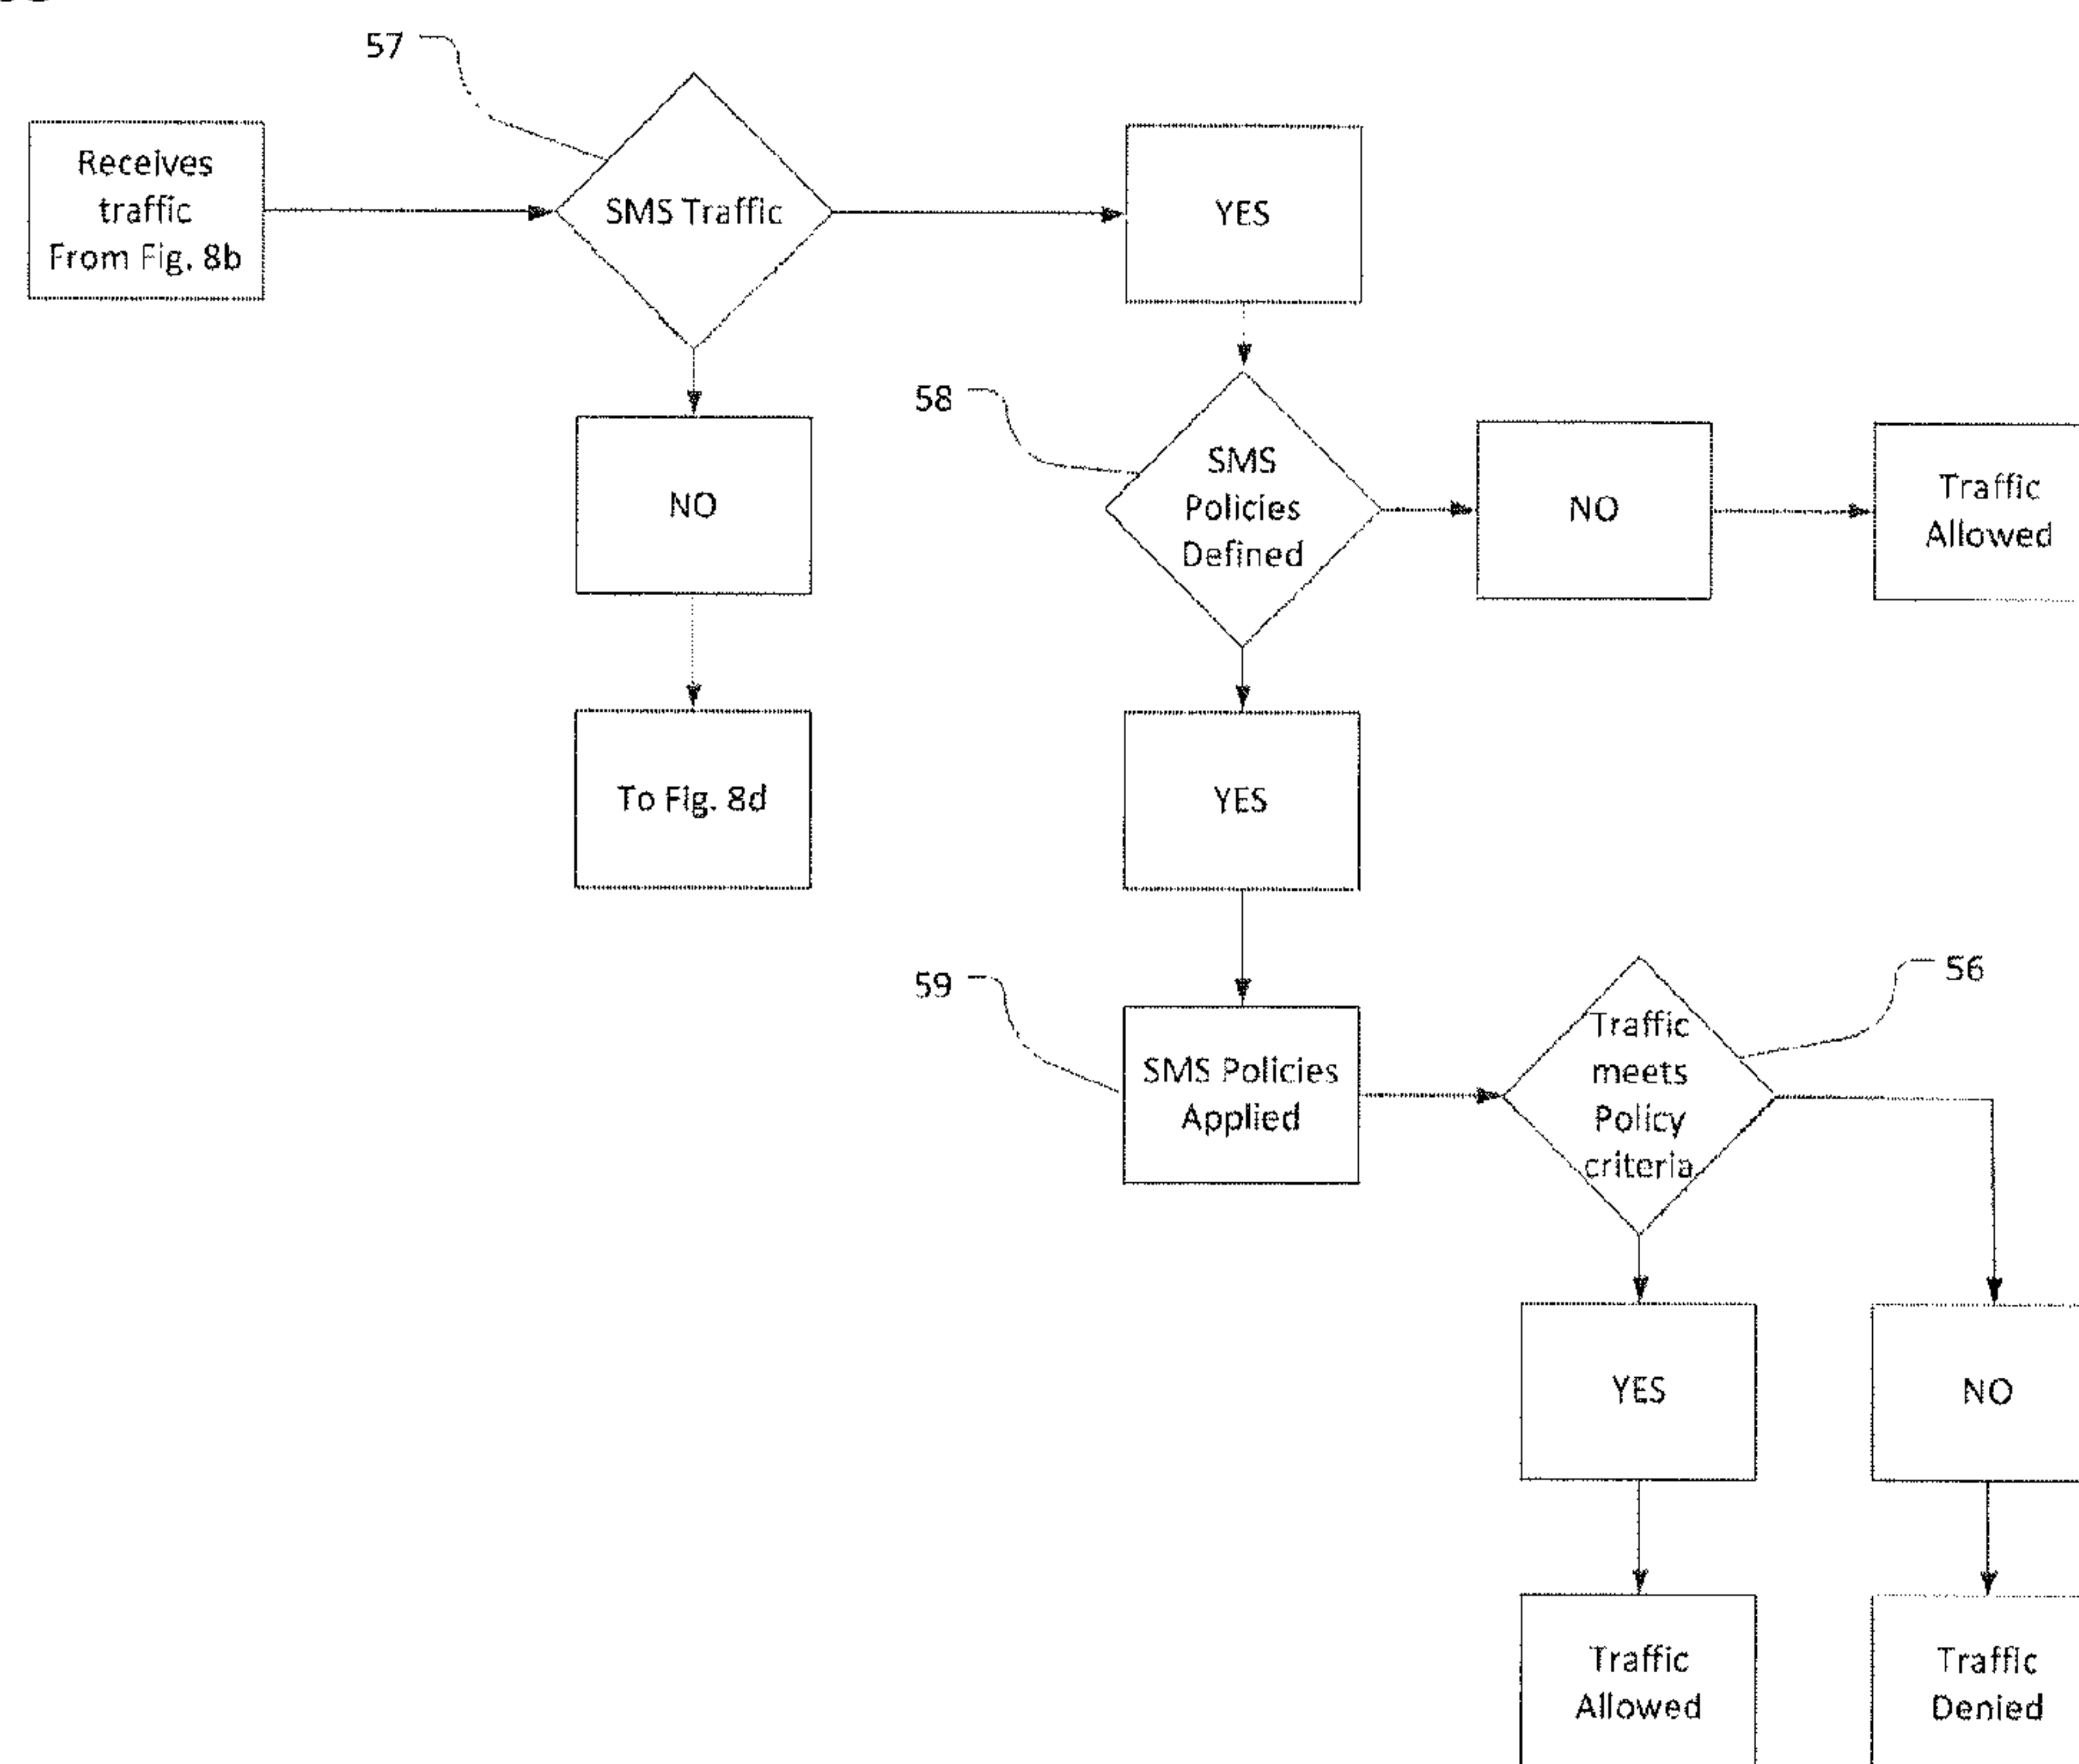 57
Receives
traffic
From Fig. 8b
SMS Traffic
YES
NO
58
SMS
Policies
Defined
NO
Traffic
Allowed
To Fig. 8d
YES
59
SMS Policies
Applied
56
Traffic
meets
Policy
criteria
YES
NO
Traffic
Allowed
Traffic
Denied